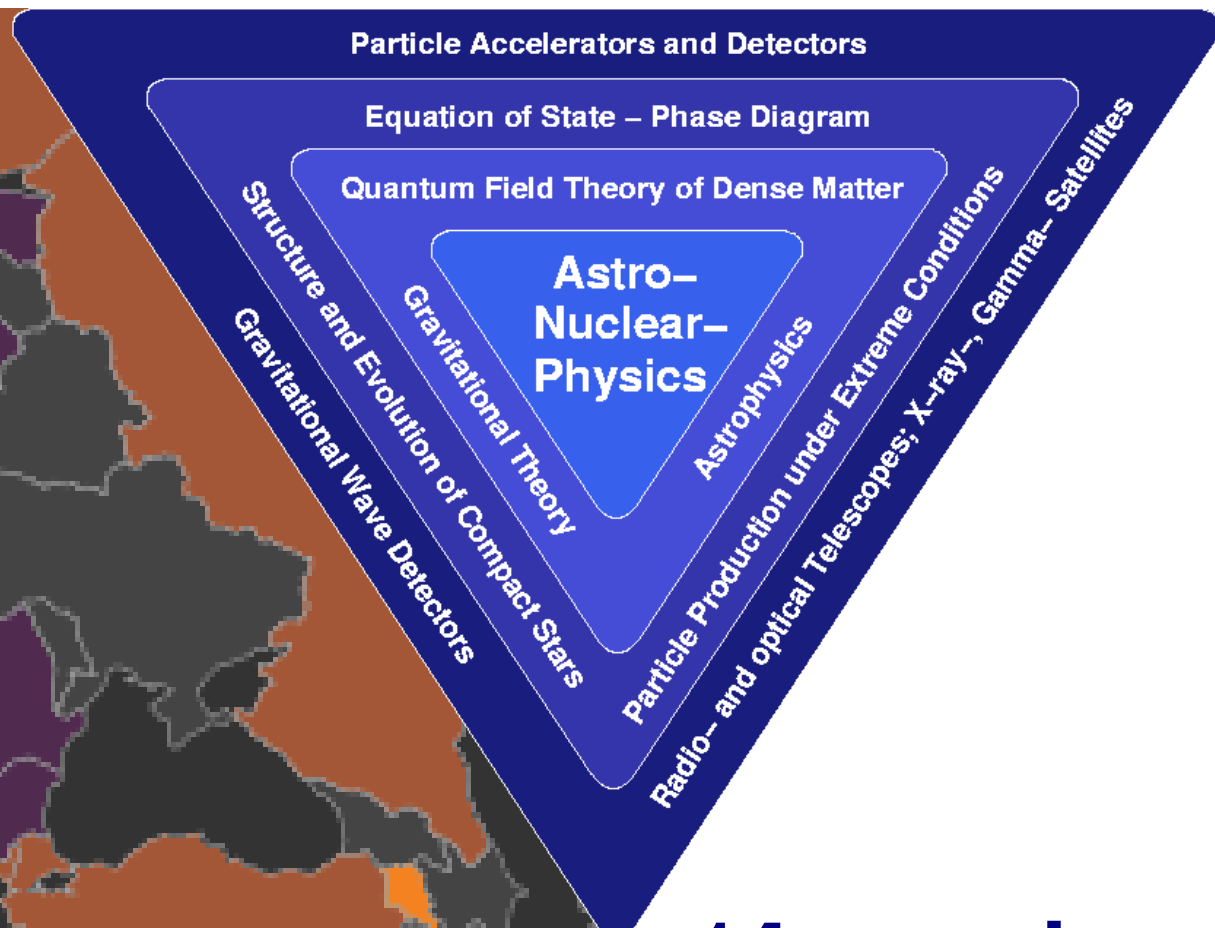 Particle Accelerators and Detectors
Equation of State – Phase Diagram
Quantum Field Theory of Dense Matter
Astro–
Nuclear–
Physics
Gravitational Theory
Astrophysics
Structure and Evolution of Compact Stars
Particle Production under Extreme Conditions
Gravitational Wave Detectors
Radio– and optical Telescopes; X–ray–, Gamma– Satellites